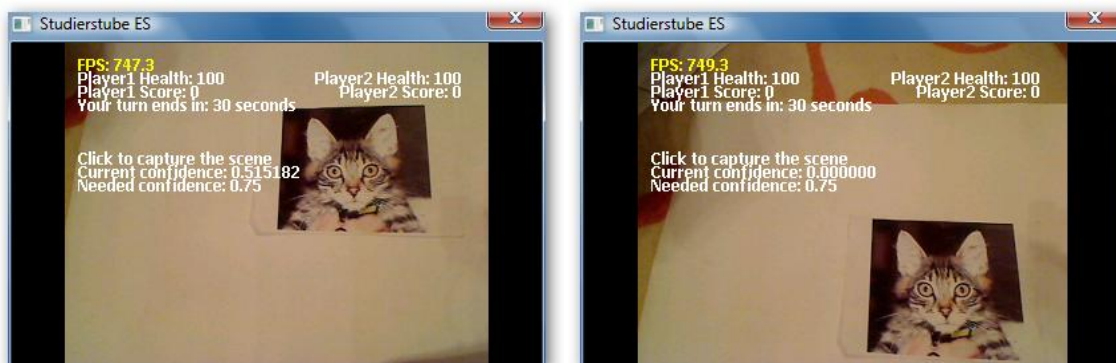 Studierstube ES
FPS: 747.3
Player1 Health: 100
Player2 Health: 100
Player1 Score: 0
Player2 Score: 0
Your turn ends in: 30 seconds
Click to capture the scene
Current confidence: 0.515182
Needed confidence: 0.75
Studierstube ES
FPS: 749.3
Player1 Health: 100
Player2 Health: 100
Player1 Score: 0
Player2 Score: 0
Your turn ends in: 30 seconds
Click to capture the scene
Current confidence: 0.000000
Needed confidence: 0.75